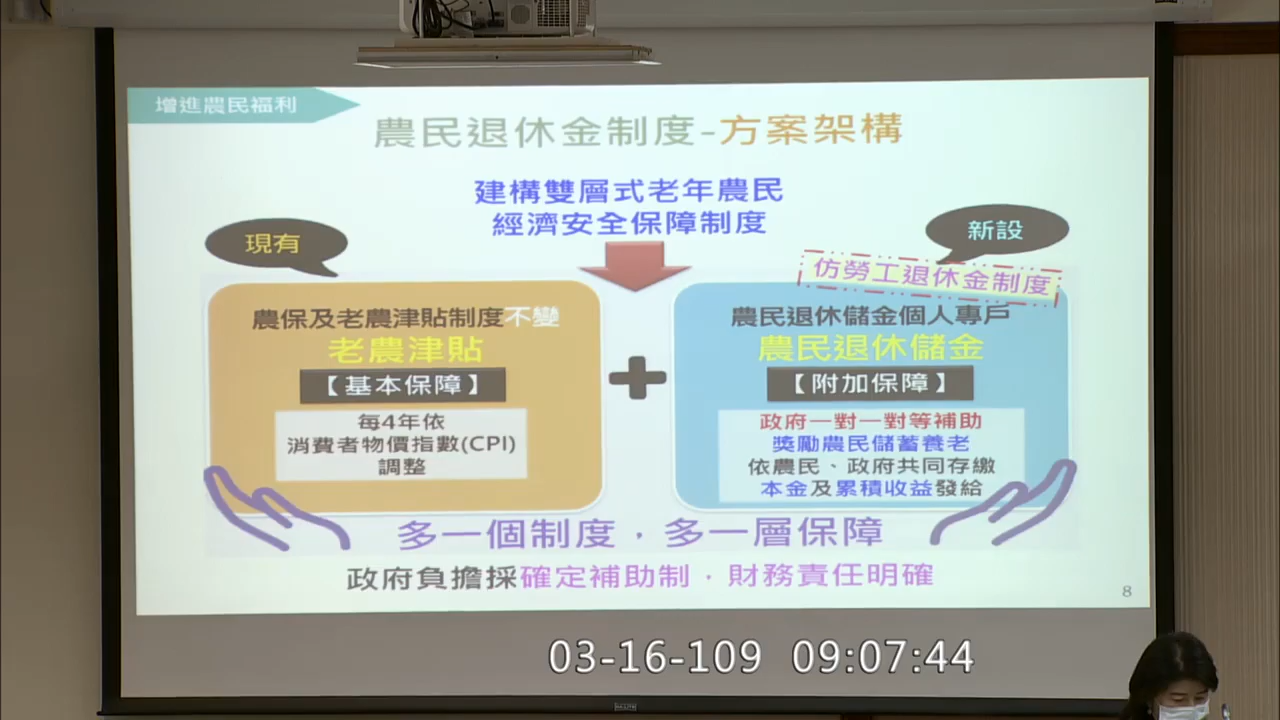 增進農民福利
農民退休金制度-方案架構
建構雙層式老年農民
經濟安全保障制度
現有
新設
仿勞工退休金制度
農保及老農津貼制度不變
老農津貼
【基本保障】
每4年依
消費者物價指數(CPI)
調整
農民退休儲金個人專戶
農民退休儲金
【附加保障】
政府一對一對等補助
獎勵農民儲蓄養老
依農民、政府共同存繳
本金及累積收益發給
多一個制度，多一層保障
政府負擔採確定補助制，財務責任明確
8
03-16-109 09:07:44